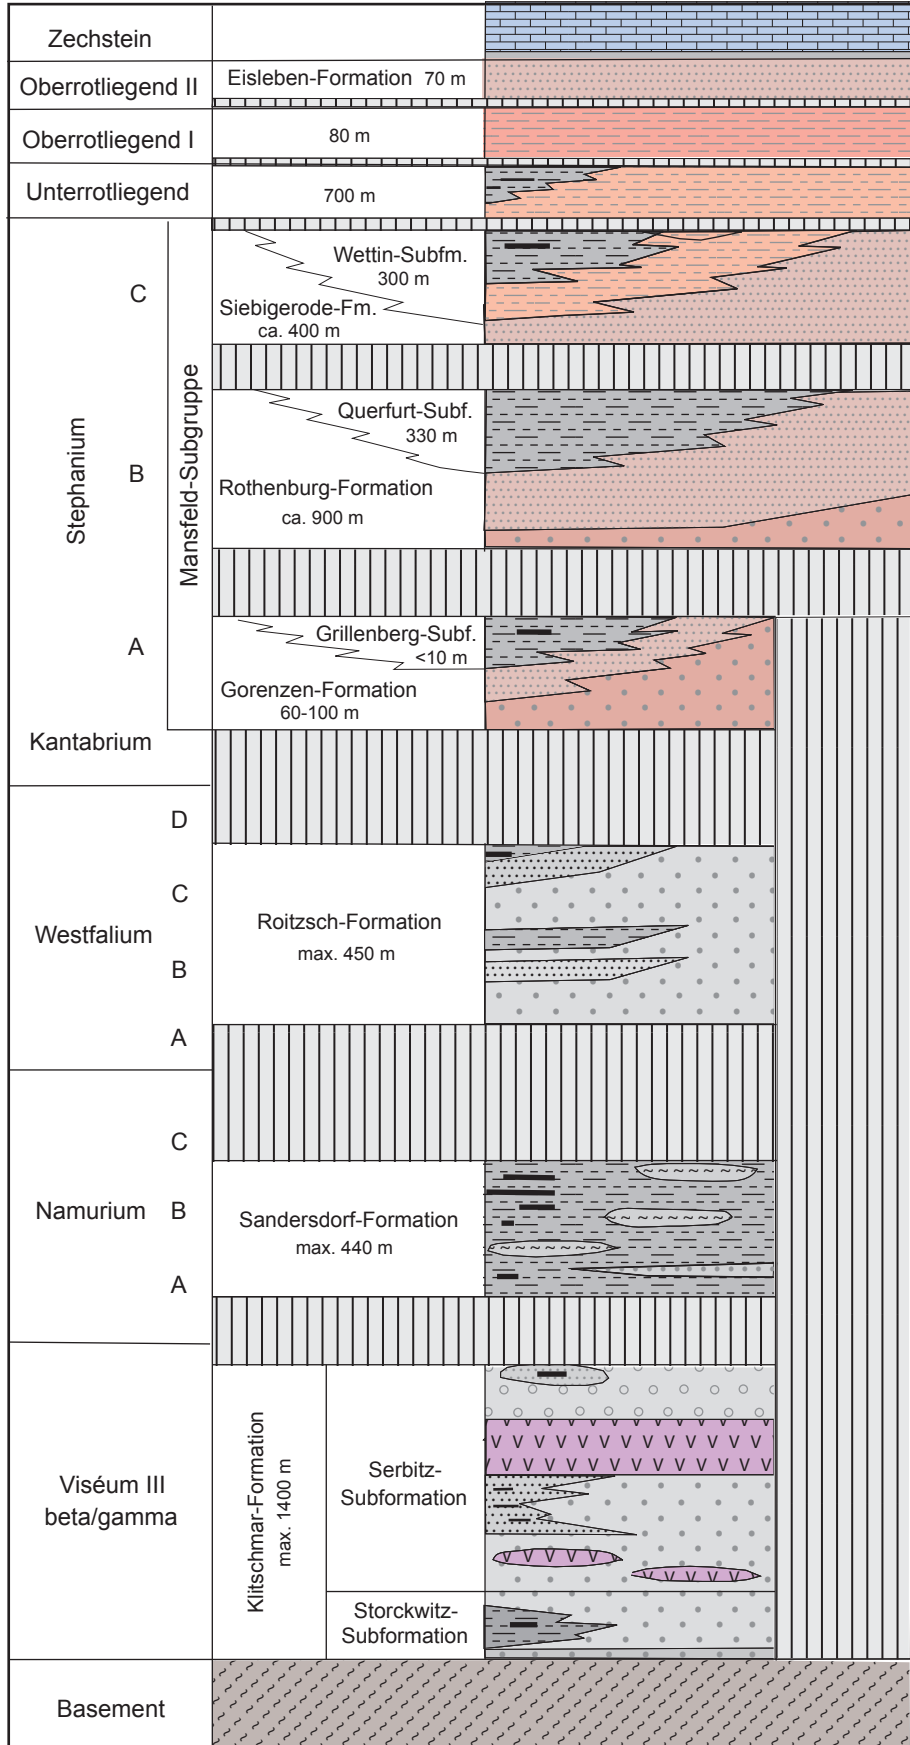 Zechstein
Oberrotliegend II
Eisleben-Formation 70 m
Oberrotliegend I
80 m
Unterrotliegend
700 m
Stephanium
Mansfeld-Subgruppe
C
Wettin-Subfm.
300 m
Siebigerode-Fm.
ca. 400 m
B
Querfurt-Subf.
330 m
Rothenburg-Formation
ca. 900 m
A
Grillenberg-Subf.
<10 m
Gorenzen-Formation
60-100 m
Kantabrium
Westfalium
D
C
B
A
Roitzsch-Formation
max. 450 m
Namurium
C
B
A
Sandersdorf-Formation
max. 440 m
Viséum III
beta/gamma
Klitschmar-Formation
max. 1400 m
Serbitz-
Subformation
Storckwitz-
Subformation
Basement